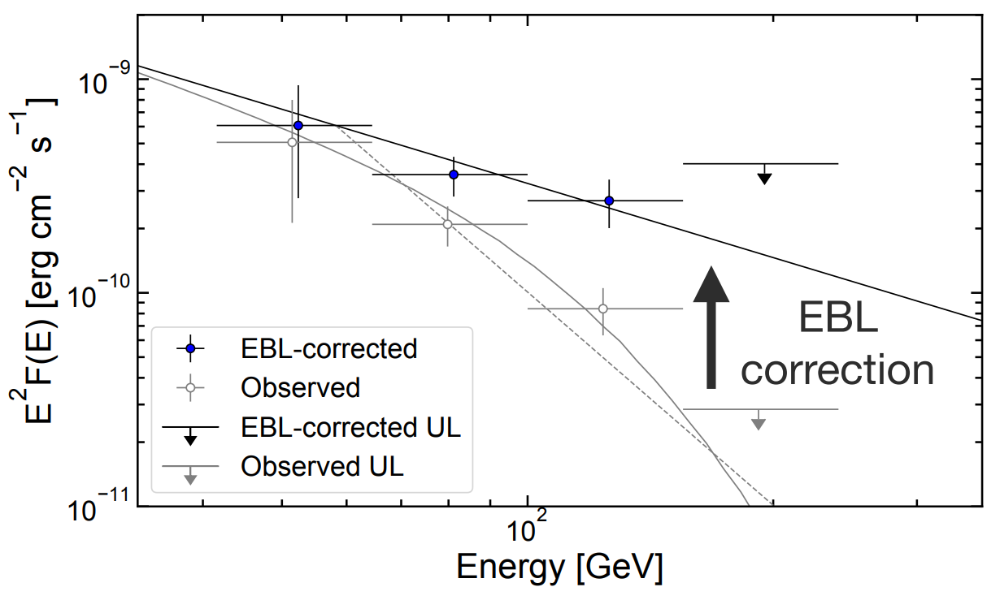 E² F(E) [erg cm⁻² s⁻¹]
10⁻⁹
10⁻¹⁰
10⁻¹¹
EBL
correction
EBL-corrected
Observed
EBL-corrected UL
Observed UL
10²
Energy [GeV]